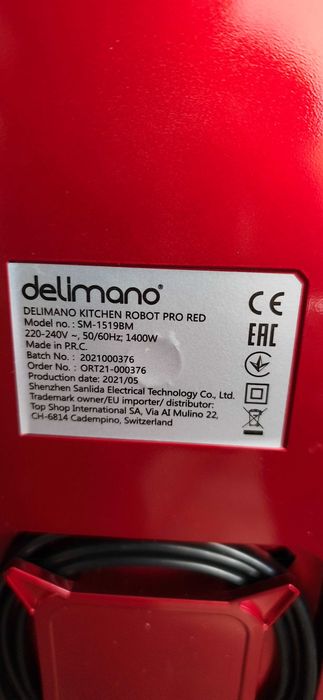 delimano®
DELIMANO KITCHEN ROBOT PRO RED
Model no. : SM-1519BM
220-240V ~, 50/60Hz; 1400W
Made in P.R.C.
Batch No. : 2021000376
Order No. : ORT21-000376
Production date: 2021/05
Shenzhen Sanlida Electrical Technology Co., Ltd.
Trademark owner/EU importer/ distributor:
Top Shop International SA, Via Al Mulino 22,
CH-6814 Cadempino, Switzerland
CE
EAC